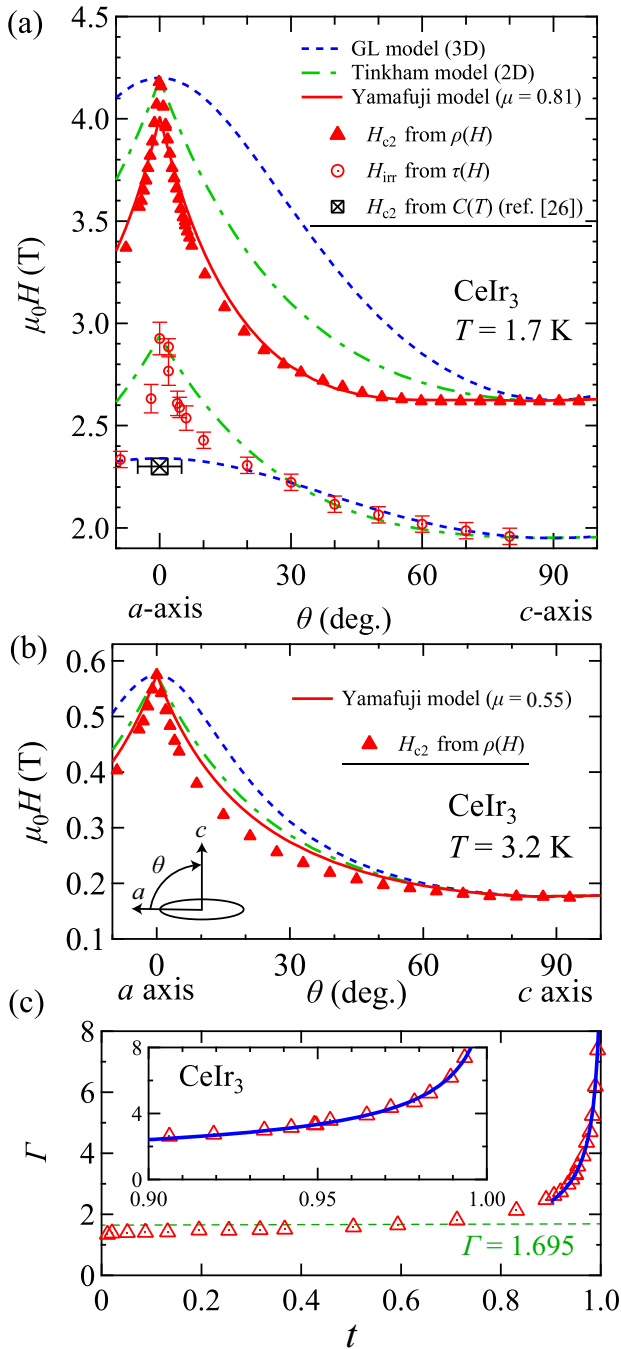 (a)
4.5
4.0
3.5
3.0
2.5
2.0
μ₀H (T)
GL model (3D)
Tinkham model (2D)
Yamafuji model (μ = 0.81)
Hc2 from ρ(H)
Hirr from τ(H)
Hc2 from C(T) (ref. [26])
CeIr₃
T = 1.7 K
0 30 60 90
a-axis θ (deg.) c-axis
(b)
0.6
0.5
0.4
0.3
0.2
0.1
μ₀H (T)
Yamafuji model (μ = 0.55)
Hc2 from ρ(H)
CeIr₃
T = 3.2 K
c
θ
a
0 30 60 90
a axis θ (deg.) c axis
(c)
8
6
4
2
0
Γ
CeIr₃
8
4
0
0.90 0.95 1.00
Γ = 1.695
0 0.2 0.4 0.6 0.8 1.0
t